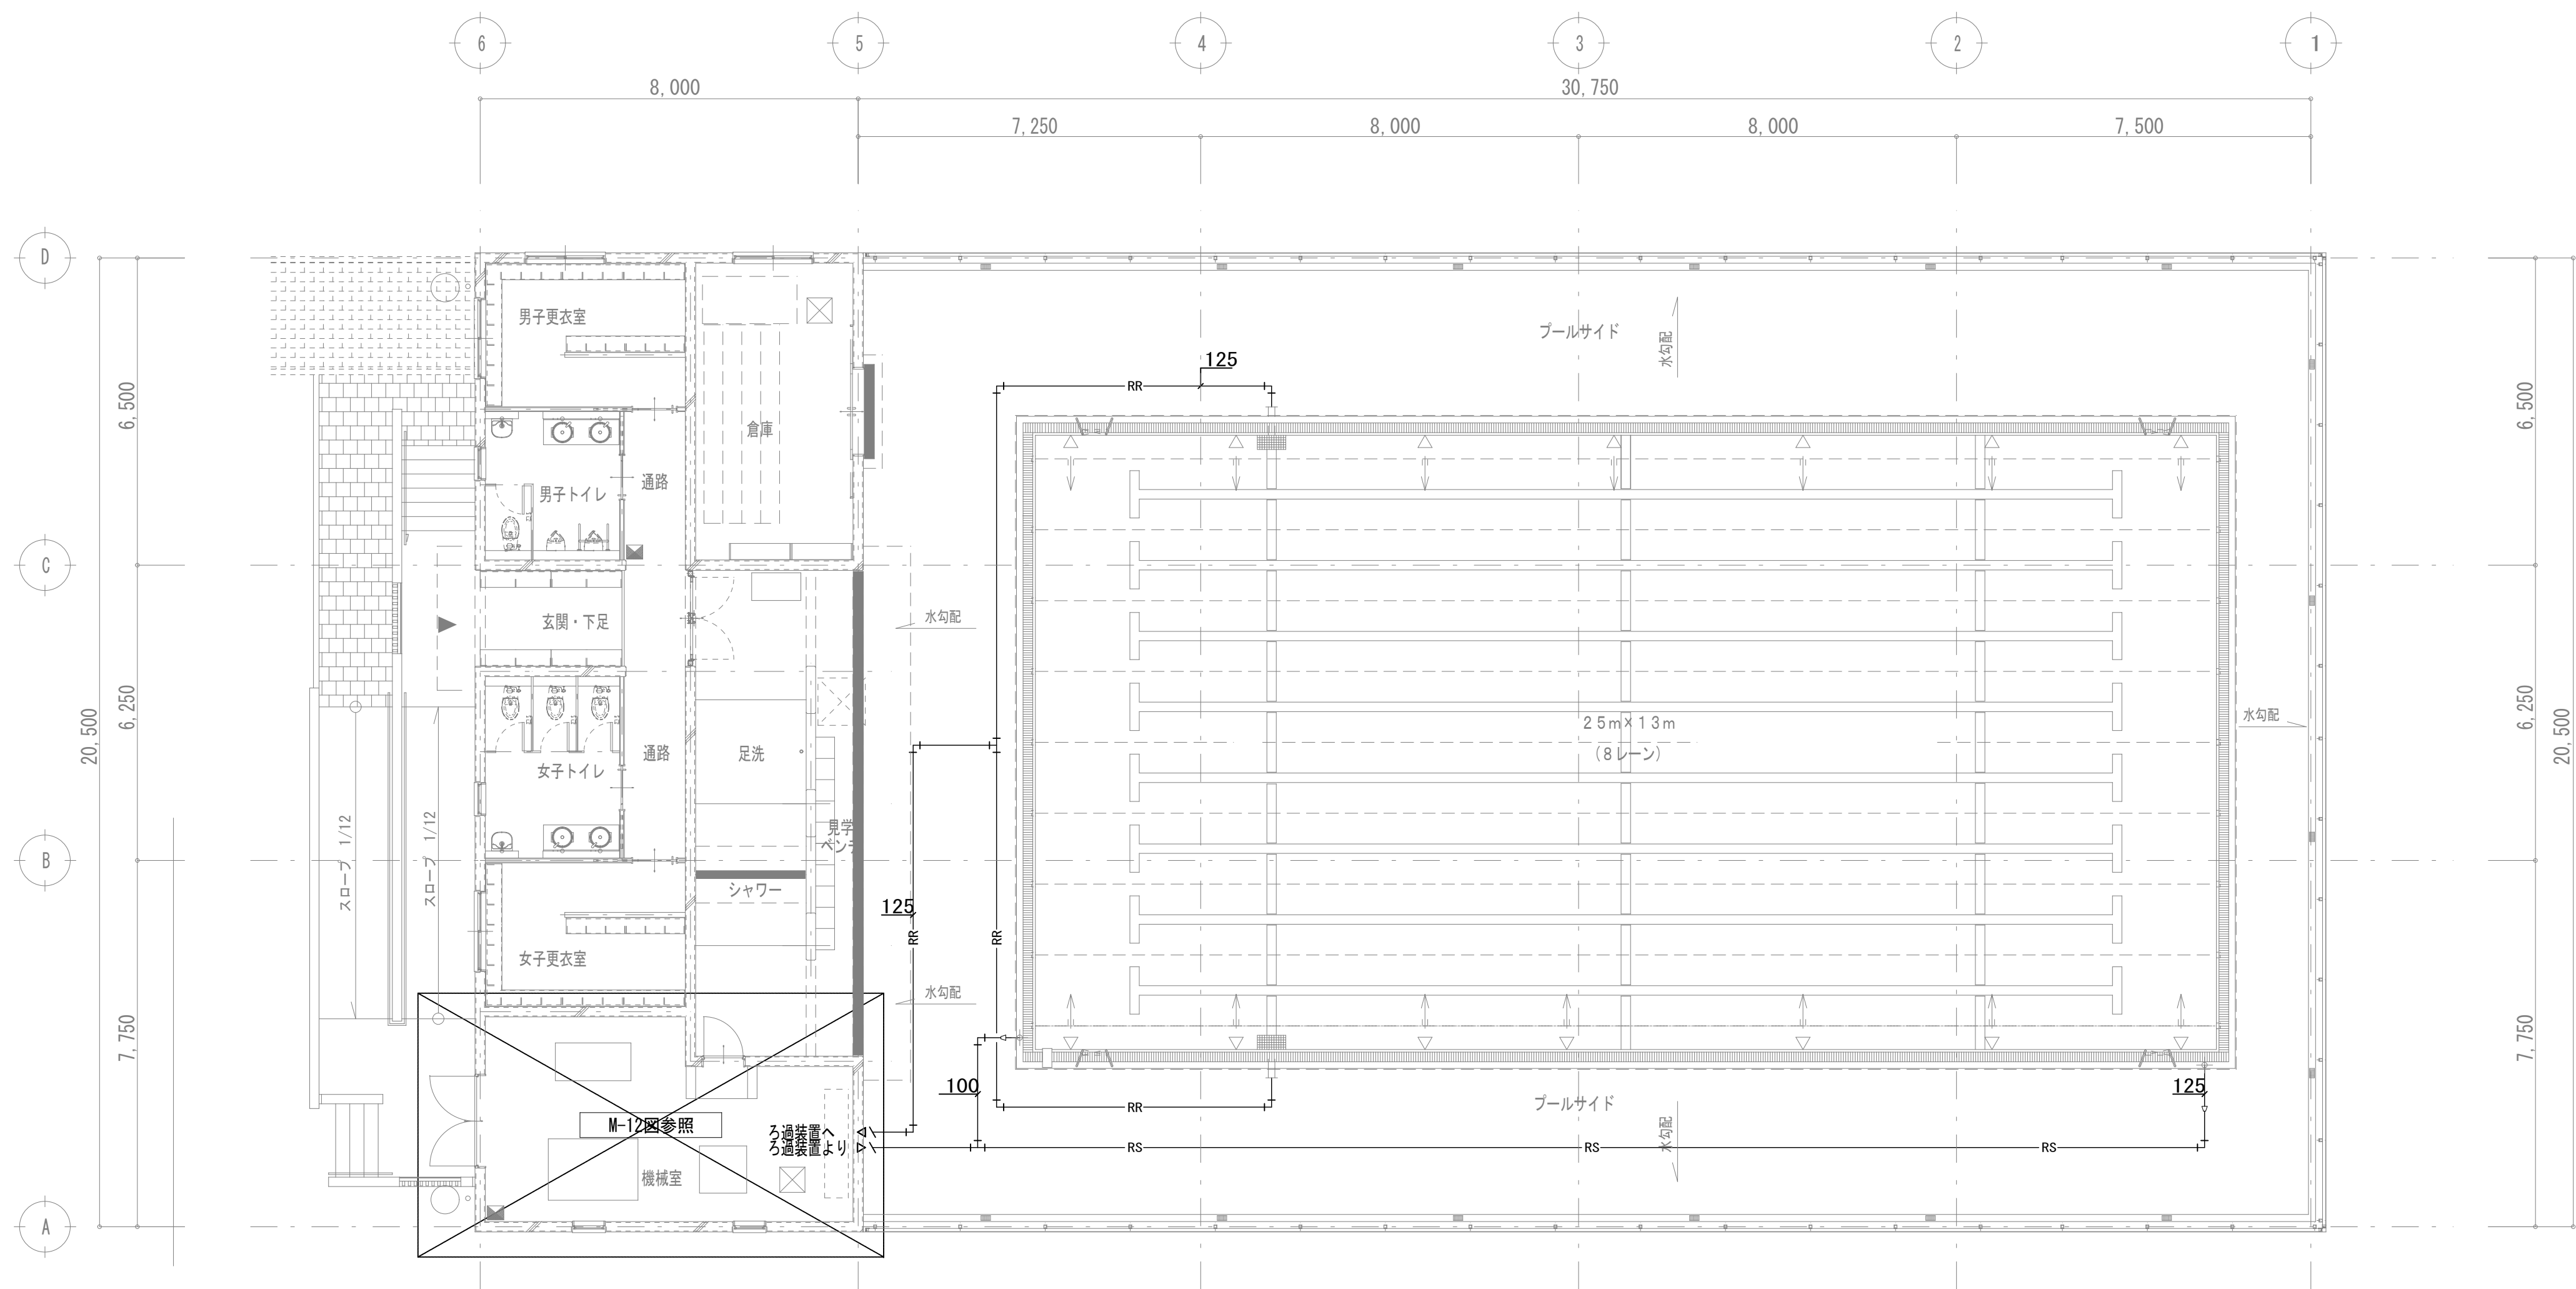 6
5
4
3
2
1
8,000
30,750
7,250
8,000
8,000
7,500
D
C
B
A
6,500
6,250
7,750
20,500
6,500
6,250
7,750
20,500
男子更衣室
倉庫
男子トイレ
通路
玄関・下足
女子トイレ
通路
足洗
見学
ベンチ
シャワー
女子更衣室
スロープ 1/12
スロープ 1/12
M-12図参照
機械室
ろ過装置へ
ろ過装置より
プールサイド
水勾配
125
RR
水勾配
25m×13m
(8レーン)
水勾配
125
RR
RR
水勾配
100
RR
プールサイド
水勾配
125
RS
RS
RS